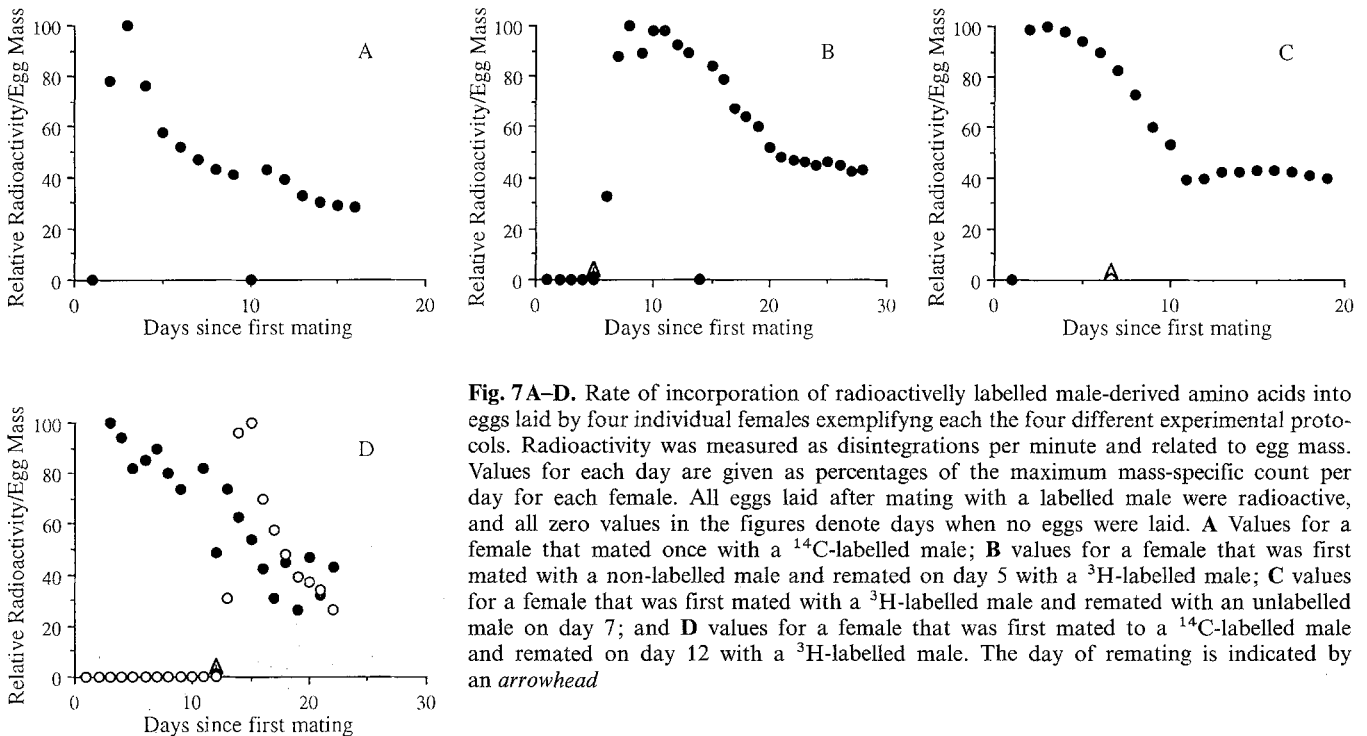 Relative Radioactivity/Egg Mass
100
80
60
40
20
0
A
0 10 20
Days since first mating
Relative Radioactivity/Egg Mass
100
80
60
40
20
0
B
0 10 20 30
Days since first mating
Relative Radioactivity/Egg Mass
100
80
60
40
20
0
C
0 10 20
Days since first mating
Relative Radioactivity/Egg Mass
100
80
60
40
20
0
D
0 10 20 30
Days since first mating
Fig. 7A–D. Rate of incorporation of radioactivelly labelled male-derived amino acids into
eggs laid by four individual females exemplifyng each the four different experimental proto-
cols. Radioactivity was measured as disintegrations per minute and related to egg mass.
Values for each day are given as percentages of the maximum mass-specific count per
day for each female. All eggs laid after mating with a labelled male were radioactive,
and all zero values in the figures denote days when no eggs were laid. A Values for a
female that mated once with a ¹⁴C-labelled male; B values for a female that was first
mated with a non-labelled male and remated on day 5 with a ³H-labelled male; C values
for a female that was first mated with a ³H-labelled male and remated with an unlabelled
male on day 7; and D values for a female that was first mated to a ¹⁴C-labelled male
and remated on day 12 with a ³H-labelled male. The day of remating is indicated by
an arrowhead